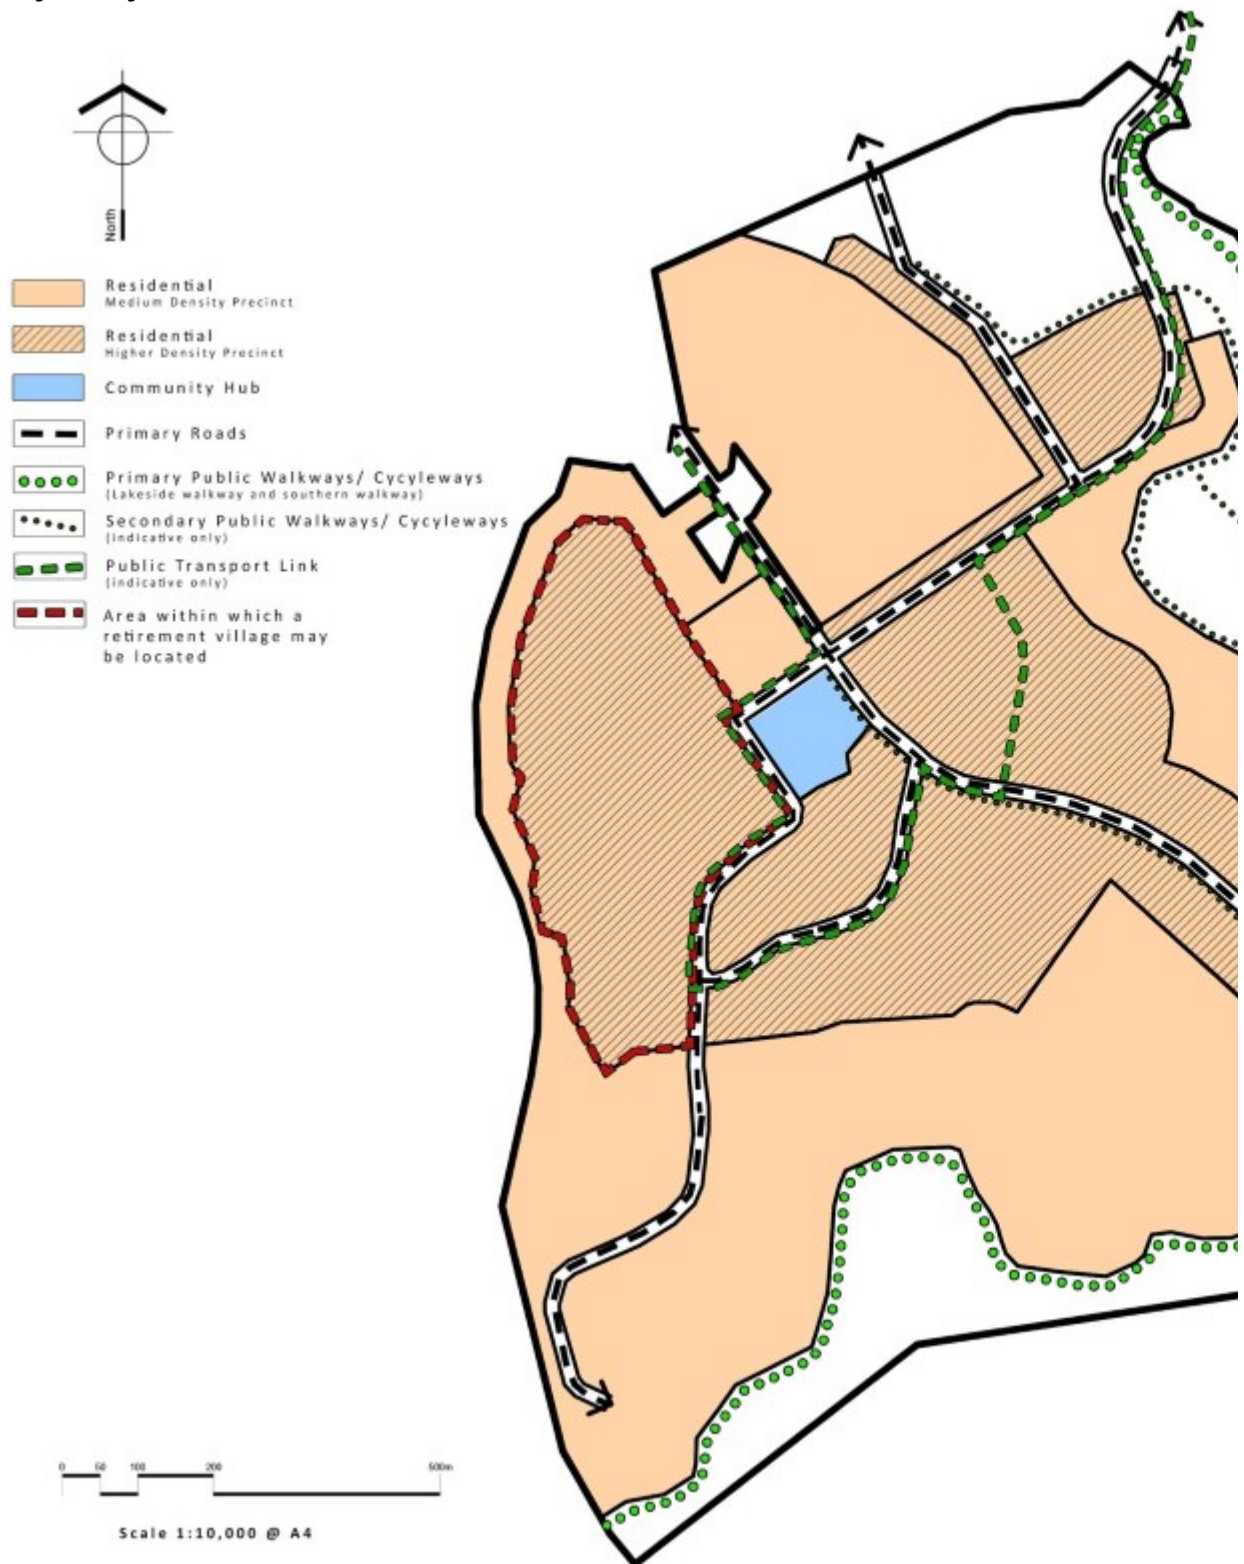 North
Residential
Medium Density Precinct
Residential
Higher Density Precinct
Community Hub
Primary Roads
Primary Public Walkways/ Cycyleways
(Lakeside walkway and southern walkway)
Secondary Public Walkways/ Cycyleways
(indicative only)
Public Transport Link
(indicative only)
Area within which a
retirement village may
be located
0 50 100 200 500m
Scale 1:10,000 @ A4